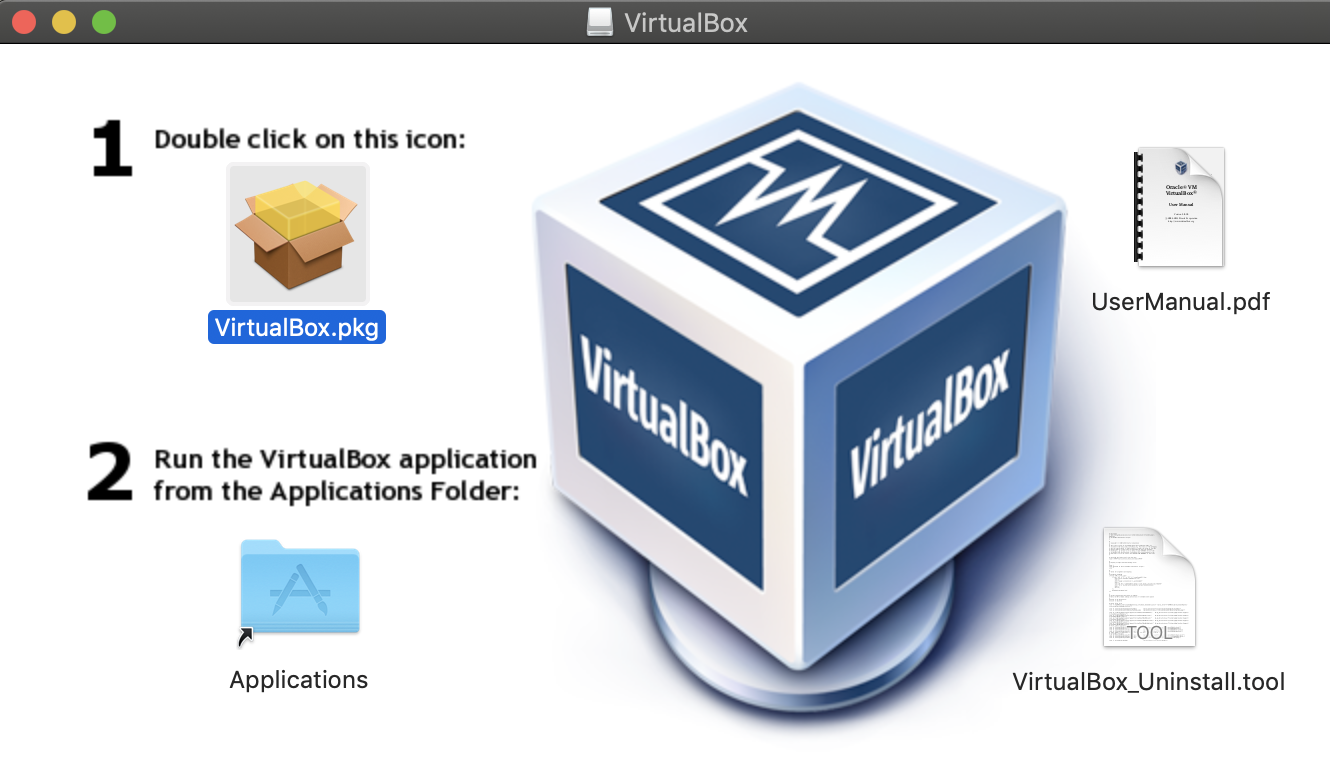 VirtualBox
1
Double click on this icon:
VirtualBox.pkg
2
Run the VirtualBox application
from the Applications Folder:
Applications
VirtualBox
VirtualBox
Oracle® VM
VirtualBox®
User Manual
UserManual.pdf
TOOL
VirtualBox_Uninstall.tool